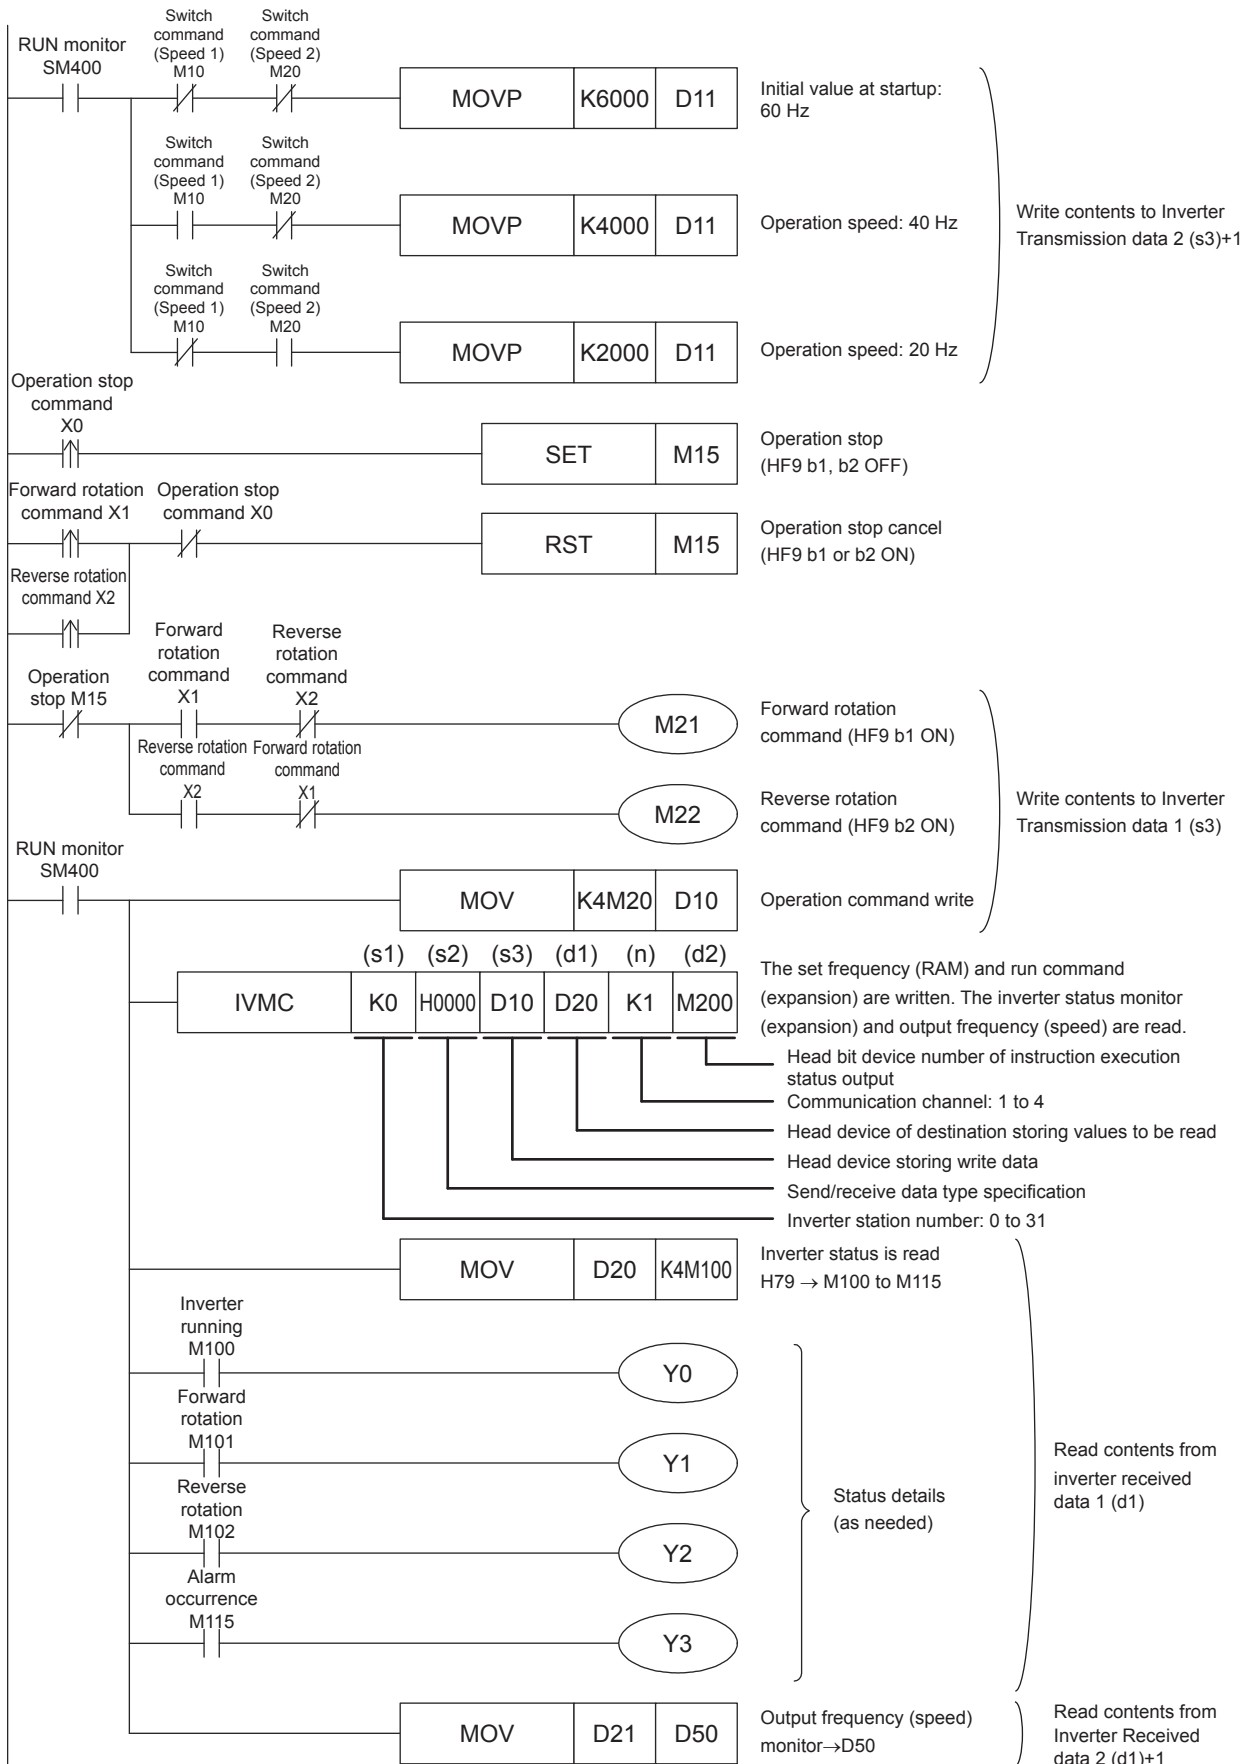 RUN monitor
SM400
Switch
command
(Speed 1)
M10
Switch
command
(Speed 2)
M20
MOVP K6000 D11
Initial value at startup:
60 Hz
Switch
command
(Speed 1)
M10
Switch
command
(Speed 2)
M20
MOVP K4000 D11
Operation speed: 40 Hz
Write contents to Inverter
Transmission data 2 (s3)+1
Switch
command
(Speed 1)
M10
Switch
command
(Speed 2)
M20
MOVP K2000 D11
Operation speed: 20 Hz
Operation stop
command
X0
SET M15
Operation stop
(HF9 b1, b2 OFF)
Forward rotation
command X1
Operation stop
command X0
RST M15
Operation stop cancel
(HF9 b1 or b2 ON)
Reverse rotation
command X2
Operation
stop M15
Forward
rotation
command
X1
Reverse
rotation
command
X2
M21
Forward rotation
command (HF9 b1 ON)
Reverse rotation
command
X2
Forward rotation
command
X1
M22
Reverse rotation
command (HF9 b2 ON)
Write contents to Inverter
Transmission data 1 (s3)
RUN monitor
SM400
MOV K4M20 D10
Operation command write
(s1) (s2) (s3) (d1) (n) (d2)
IVMC K0 H0000 D10 D20 K1 M200
The set frequency (RAM) and run command
(expansion) are written. The inverter status monitor
(expansion) and output frequency (speed) are read.
Head bit device number of instruction execution
status output
Communication channel: 1 to 4
Head device of destination storing values to be read
Head device storing write data
Send/receive data type specification
Inverter station number: 0 to 31
MOV D20 K4M100
Inverter status is read
H79 → M100 to M115
Inverter
running
M100
Y0
Forward
rotation
M101
Y1
Reverse
rotation
M102
Y2
Alarm
occurrence
M115
Y3
Status details
(as needed)
Read contents from
inverter received
data 1 (d1)
MOV D21 D50
Output frequency (speed)
monitor→D50
Read contents from
Inverter Received
data 2 (d1)+1